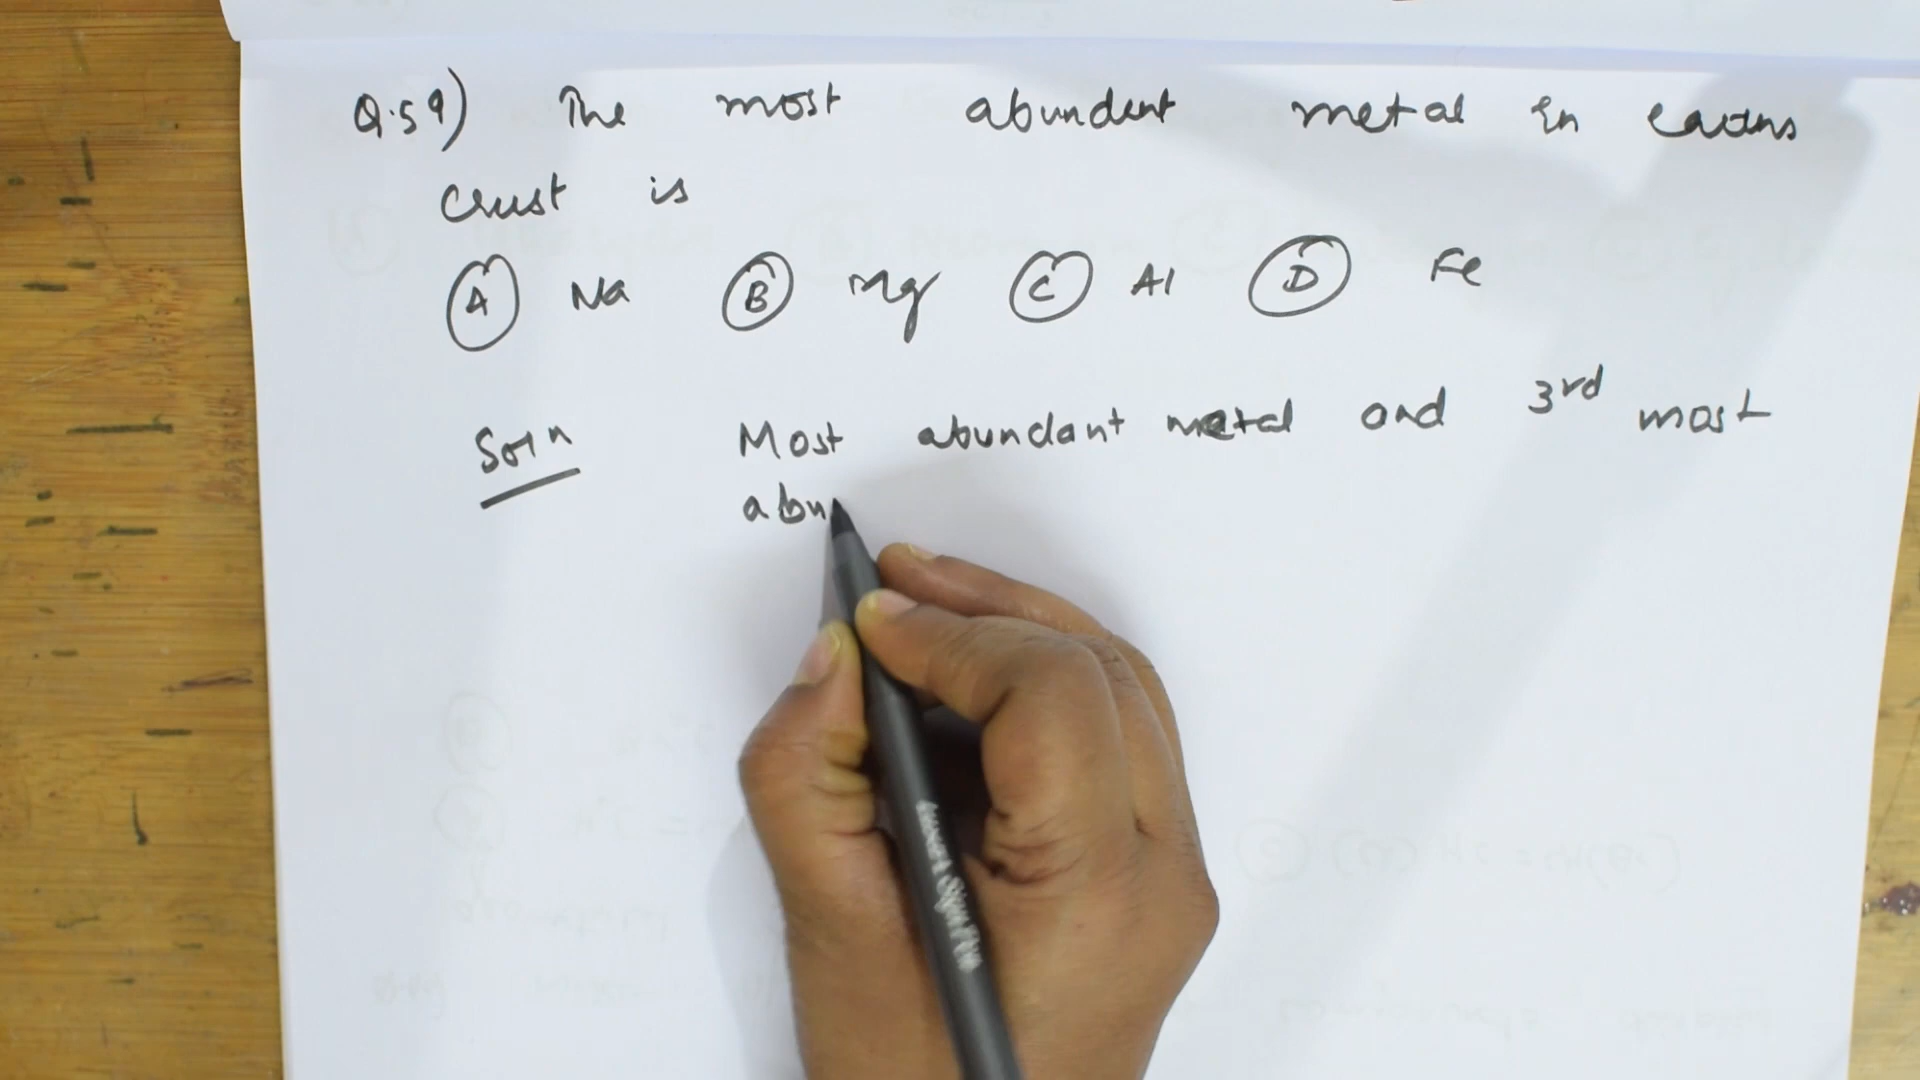 Q.59) The most abundent metal in earths
crust is
A Na B Mg C Al D Fe
Soln Most abundant metal and 3rd most
abun